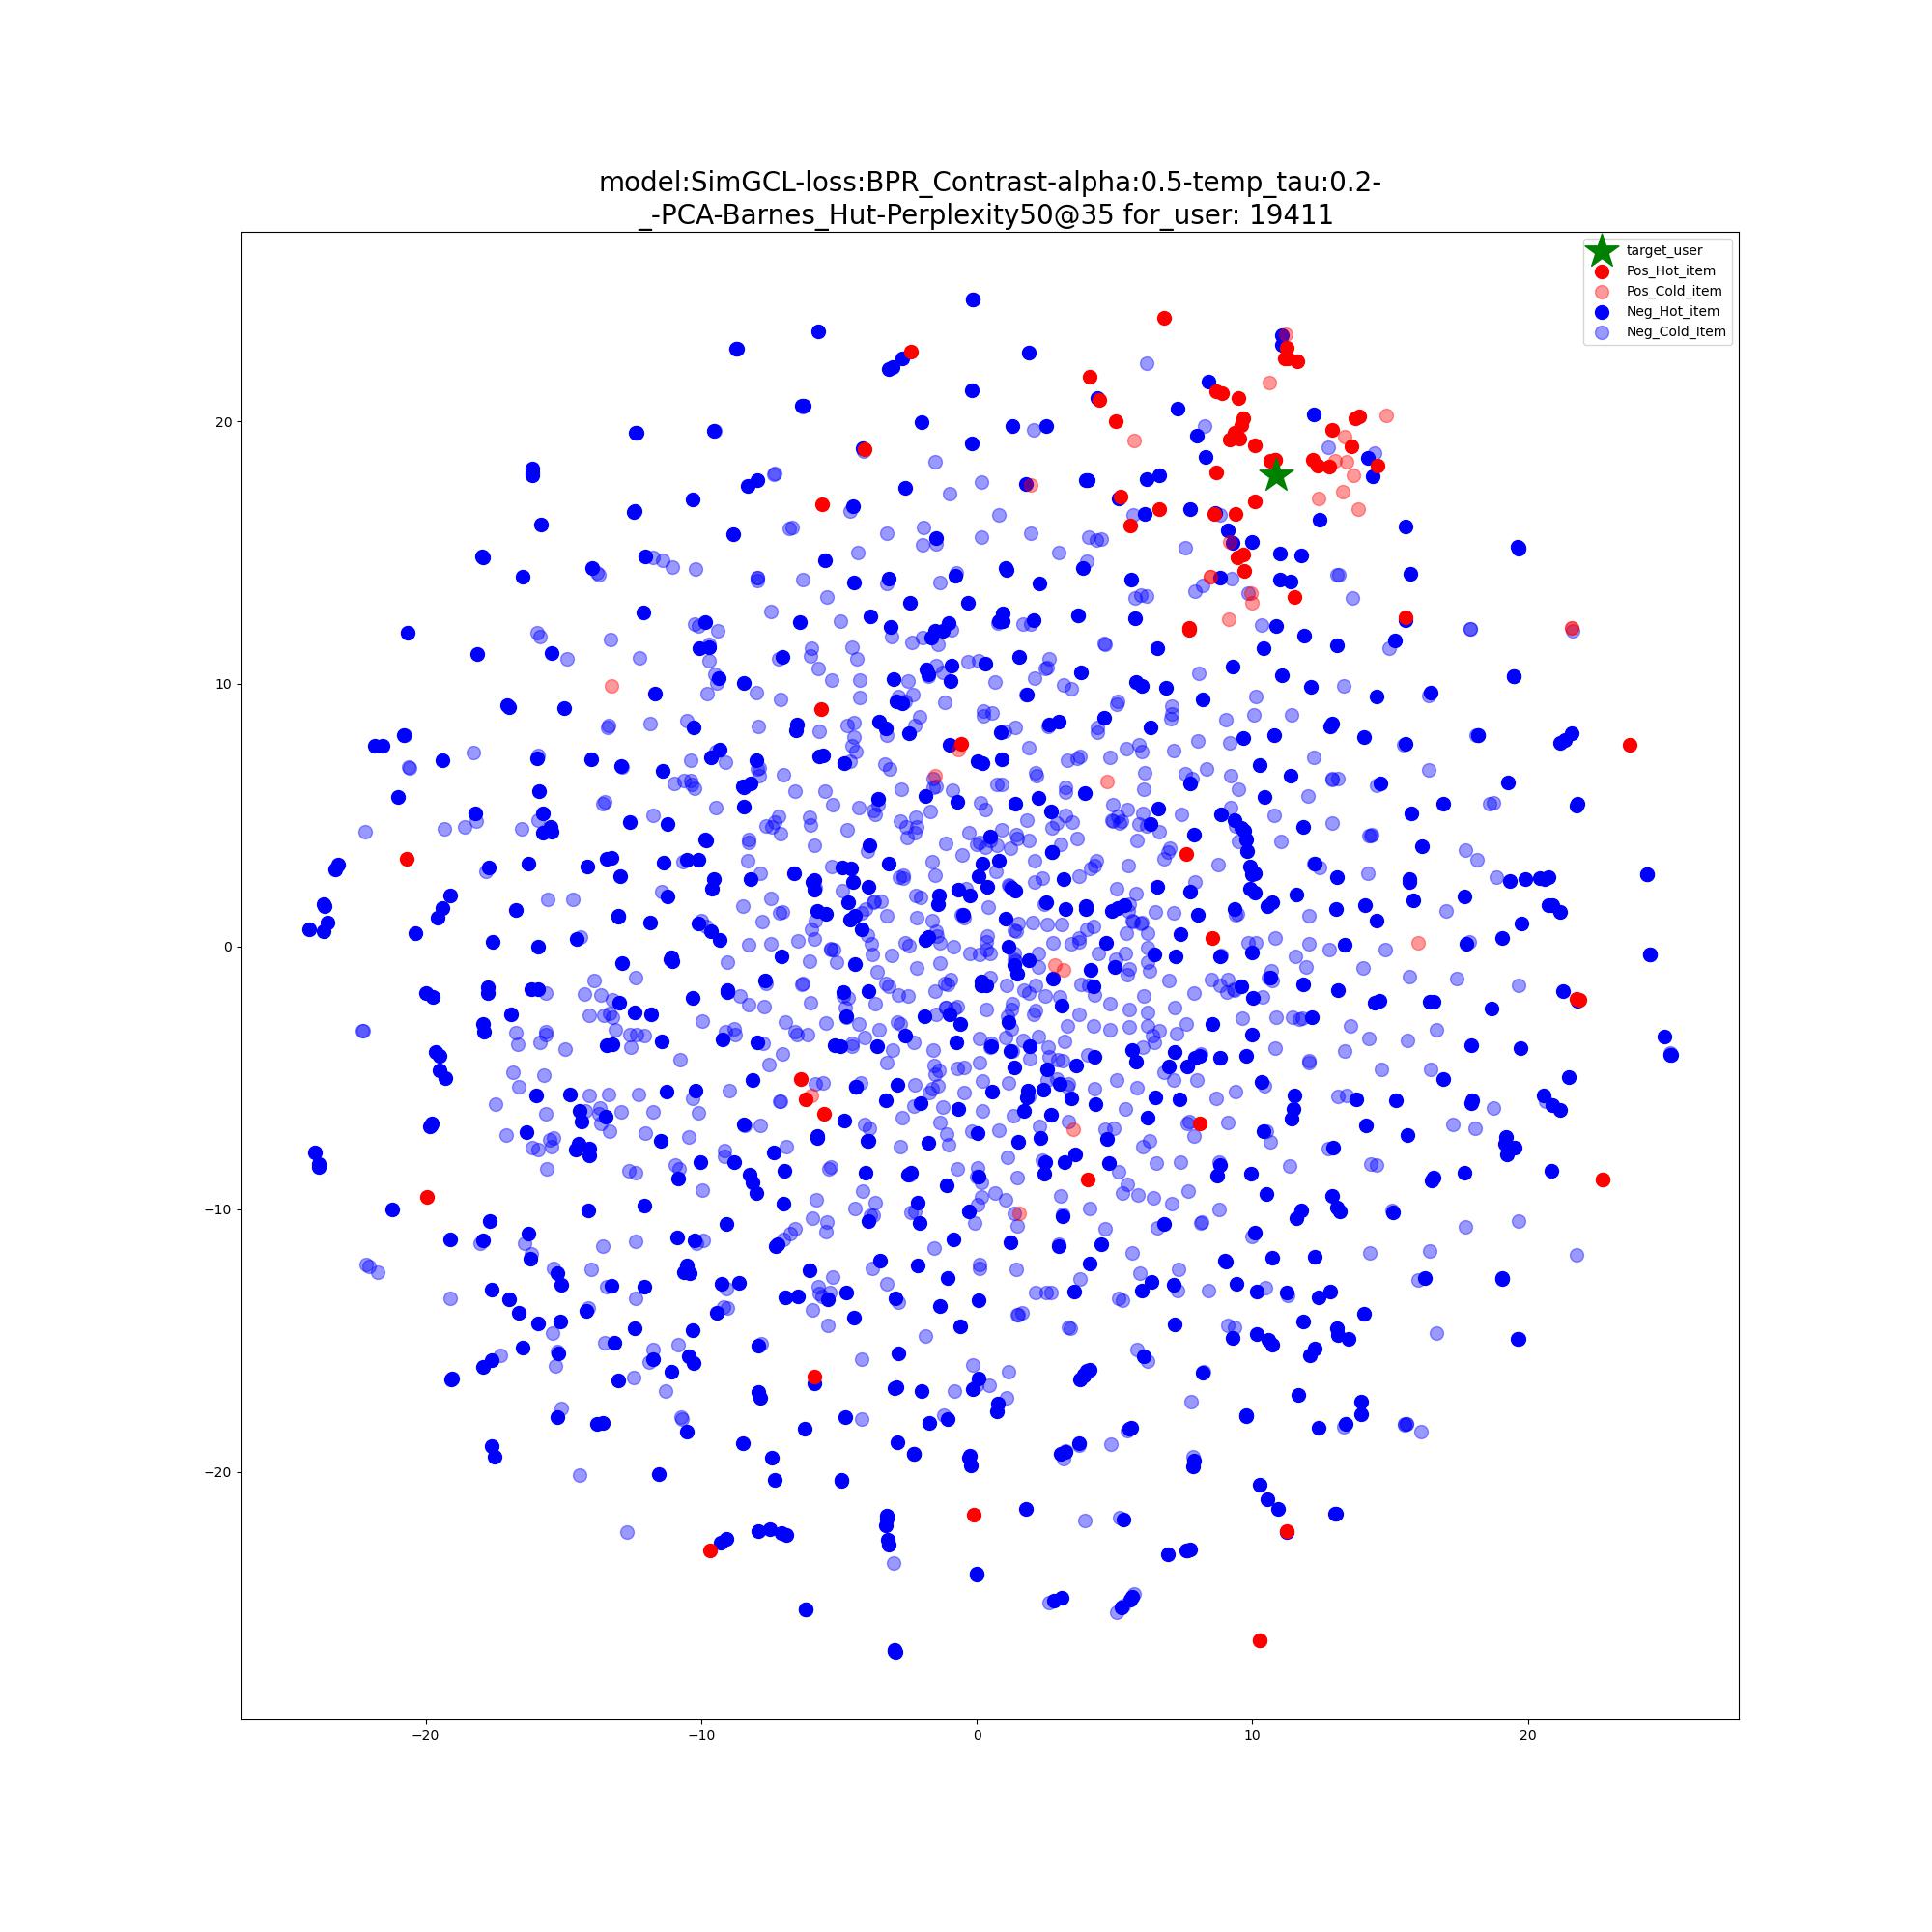 model:SimGCL-loss:BPR_Contrast-alpha:0.5-temp_tau:0.2-
_-PCA-Barnes_Hut-Perplexity50@35 for_user: 19411
target_user
Pos_Hot_item
Pos_Cold_item
Neg_Hot_item
Neg_Cold_Item
20
10
0
−10
−20
−20
−10
0
10
20